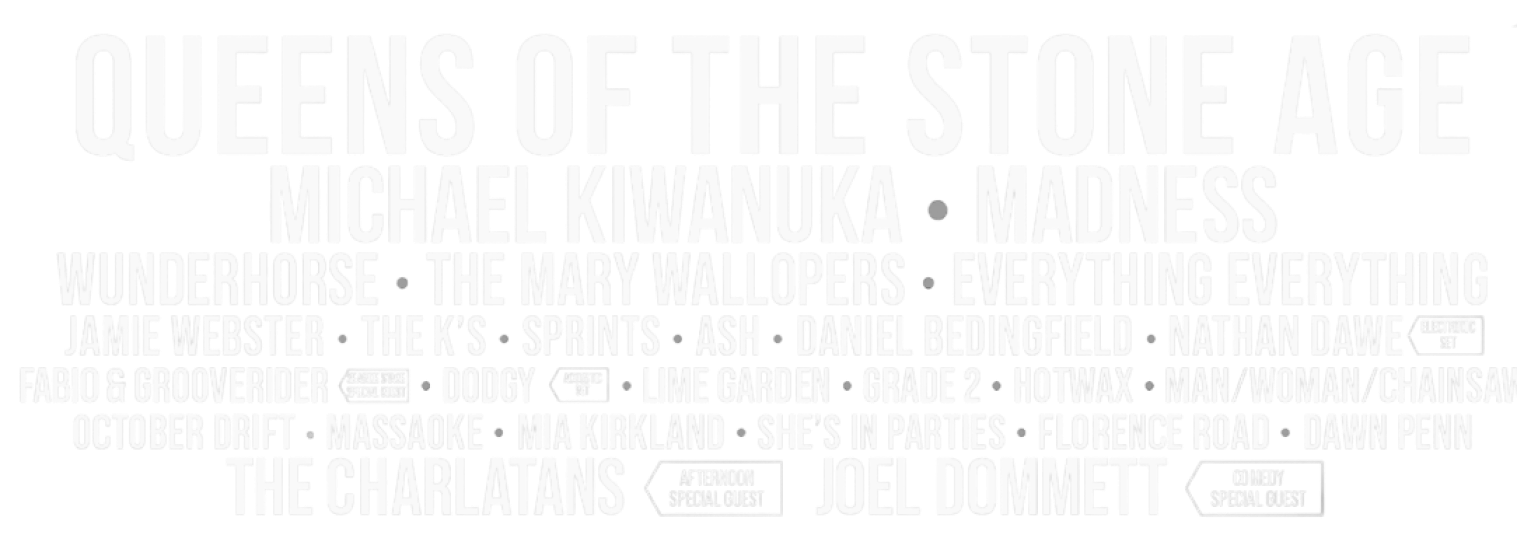 QUEENS OF THE STONE AGE
MICHAEL KIWANUKA • MADNESS
WUNDERHORSE • THE MARY WALLOPERS • EVERYTHING EVERYTHING
JAMIE WEBSTER • THE K'S • SPRINTS • ASH • DANIEL BEDINGFIELD • NATHAN DAWE ELECTRONIC SET
FABIO & GROOVERIDER SPECIAL GUEST • DODGY ACOUSTIC SET • LIME GARDEN • GRADE 2 • HOTWAX • MAN/WOMAN/CHAINSAW
OCTOBER DRIFT • MASSAOKE • MIA KIRKLAND • SHE'S IN PARTIES • FLORENCE ROAD • DAWN PENN
THE CHARLATANS AFTERNOON SPECIAL GUEST JOEL DOMMETT COMEDY SPECIAL GUEST